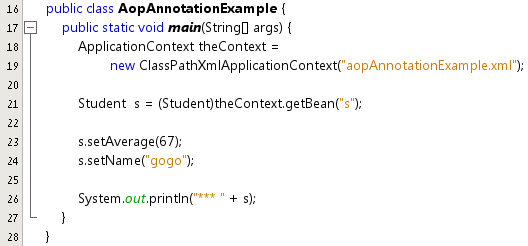 16 public class AopAnnotationExample {
17 public static void main(String[] args) {
18 ApplicationContext theContext =
19 new ClassPathXmlApplicationContext("aopAnnotationExample.xml");
20
21 Student s = (Student)theContext.getBean("s");
22
23 s.setAverage(67);
24 s.setName("gogo");
25
26 System.out.println("*** " + s);
27 }
28 }